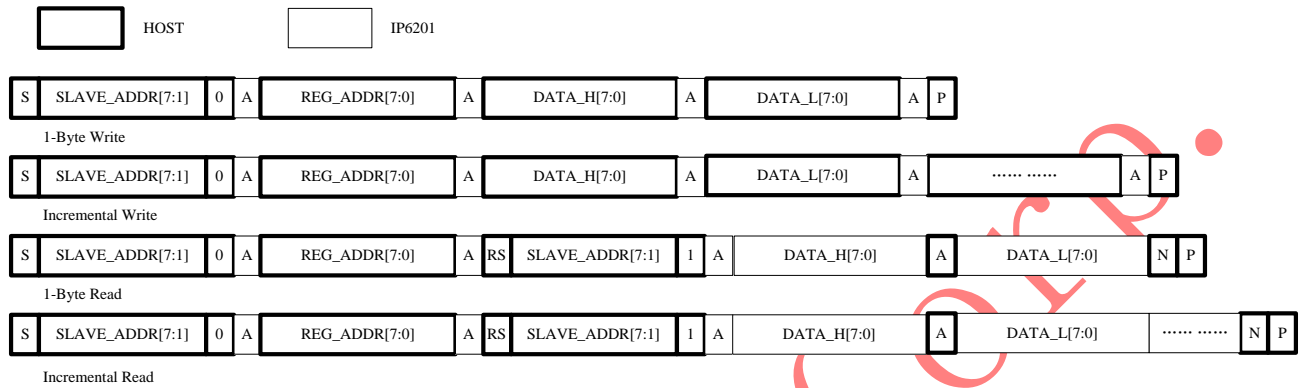 HOST IP6201
S SLAVE_ADDR[7:1] 0 A REG_ADDR[7:0] A DATA_H[7:0] A DATA_L[7:0] A P
1-Byte Write
S SLAVE_ADDR[7:1] 0 A REG_ADDR[7:0] A DATA_H[7:0] A DATA_L[7:0] A …… …… A P
Incremental Write
S SLAVE_ADDR[7:1] 0 A REG_ADDR[7:0] A RS SLAVE_ADDR[7:1] 1 A DATA_H[7:0] A DATA_L[7:0] N P
1-Byte Read
S SLAVE_ADDR[7:1] 0 A REG_ADDR[7:0] A RS SLAVE_ADDR[7:1] 1 A DATA_H[7:0] A DATA_L[7:0] …… …… N P
Incremental Read